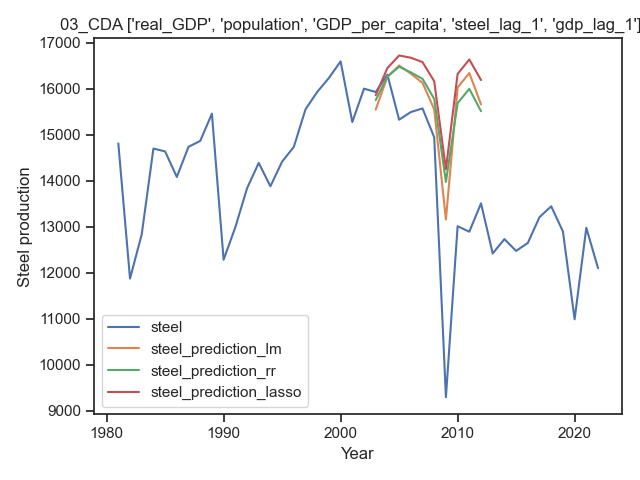 03_CDA ['real_GDP', 'population', 'GDP_per_capita', 'steel_lag_1', 'gdp_lag_1']
17000
16000
15000
14000
13000
12000
11000
10000
9000
Steel production
steel
steel_prediction_lm
steel_prediction_rr
steel_prediction_lasso
1980 1990 2000 2010 2020
Year